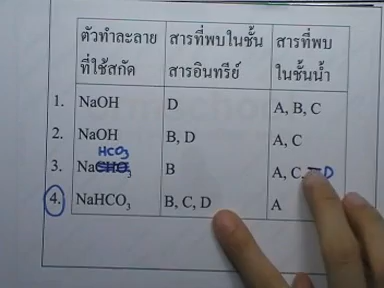 ตัวทำละลาย สารที่พบในชั้น สารที่พบ
ที่ใช้สกัด สารอินทรีย์ ในชั้นน้ำ
1. NaOH D A, B, C
2. NaOH B, D A, C
HCO3
3. NaCHO3 B A, C, D
4. NaHCO3 B, C, D A